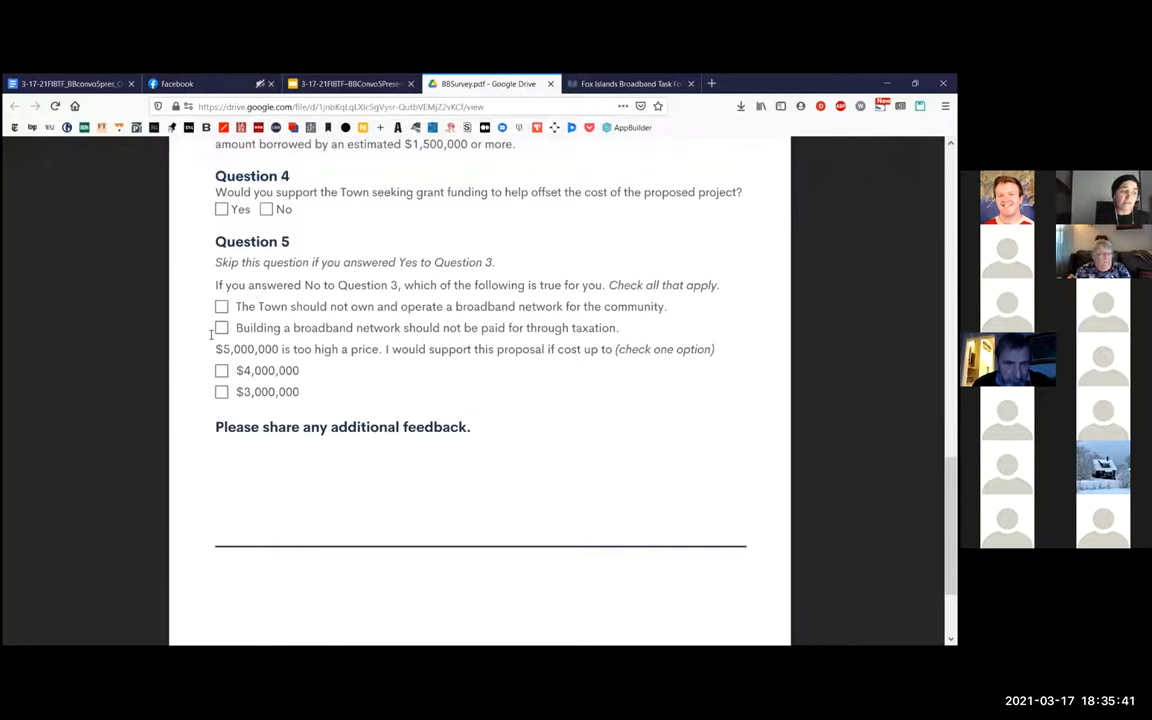 3-17-21FIBTF_BBconvo5pres_
Facebook
3-17-21FIBTF–BBConvo5Prese
BBSurvey.pdf - Google Drive
Fox Islands Broadband Task Fo
AppBuilder
amount borrowed by an estimated $1,500,000 or more.
Question 4
Would you support the Town seeking grant funding to help offset the cost of the proposed project?
Yes No
Question 5
Skip this question if you answered Yes to Question 3.
If you answered No to Question 3, which of the following is true for you. Check all that apply.
The Town should not own and operate a broadband network for the community.
Building a broadband network should not be paid for through taxation.
$5,000,000 is too high a price. I would support this proposal if cost up to (check one option)
$4,000,000
$3,000,000
Please share any additional feedback.
2021-03-17 18:35:41